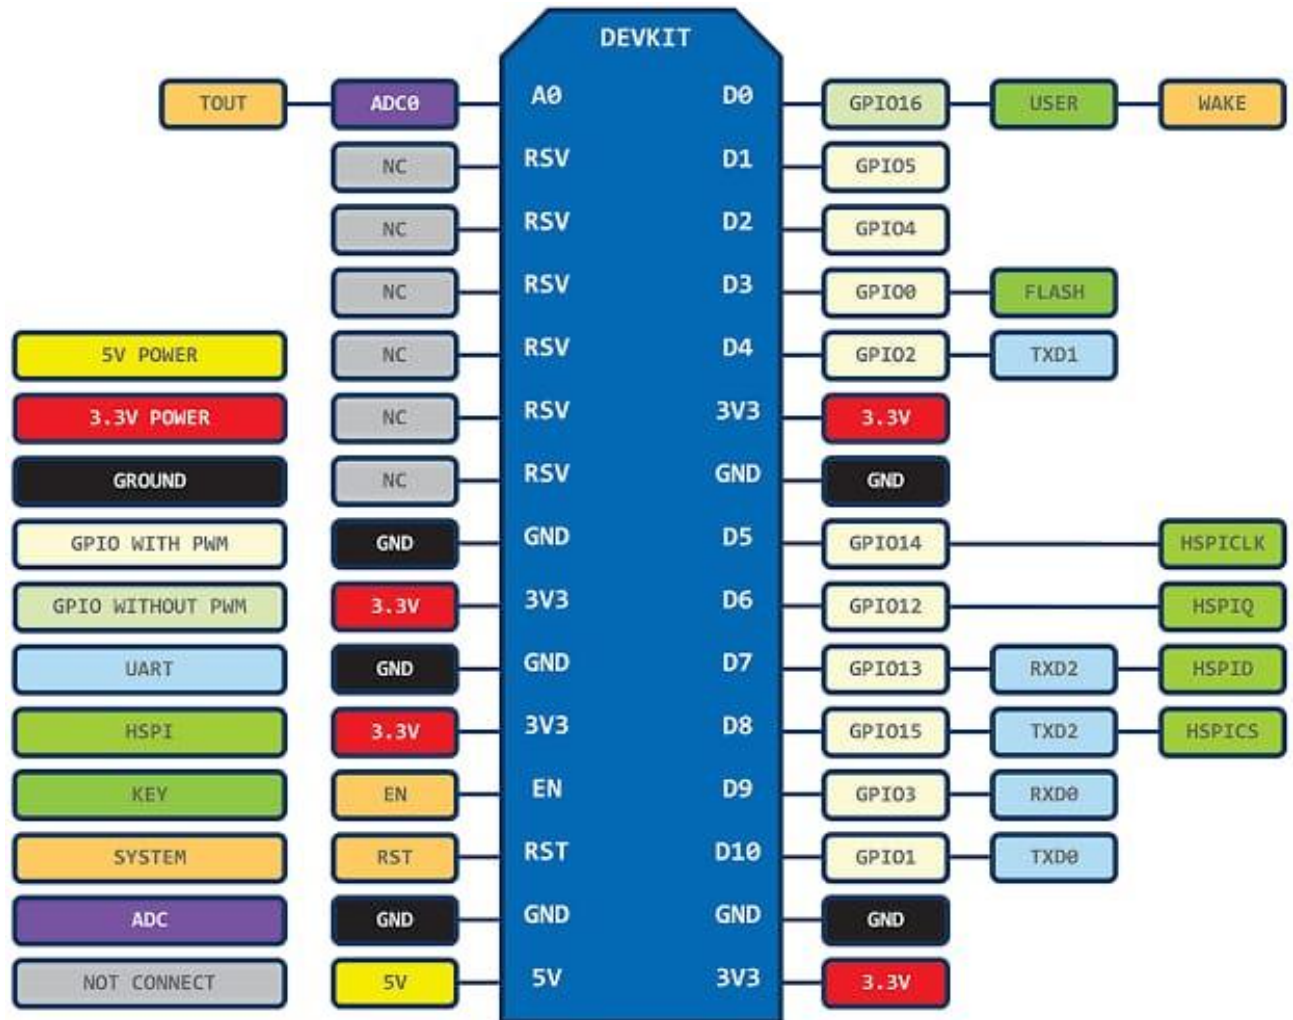 DEVKIT
TOUT ADC0 A0 D0 GPIO16 USER WAKE
NC RSV D1 GPIO5
NC RSV D2 GPIO4
NC RSV D3 GPIO0 FLASH
5V POWER NC RSV D4 GPIO2 TXD1
3.3V POWER NC RSV 3V3 3.3V
GROUND NC RSV GND GND
GPIO WITH PWM GND GND D5 GPIO14 HSPICLK
GPIO WITHOUT PWM 3.3V 3V3 D6 GPIO12 HSPIQ
UART GND GND D7 GPIO13 RXD2 HSPID
HSPI 3.3V 3V3 D8 GPIO15 TXD2 HSPICS
KEY EN EN D9 GPIO3 RXD0
SYSTEM RST RST D10 GPIO1 TXD0
ADC GND GND GND GND
NOT CONNECT 5V 5V 3V3 3.3V